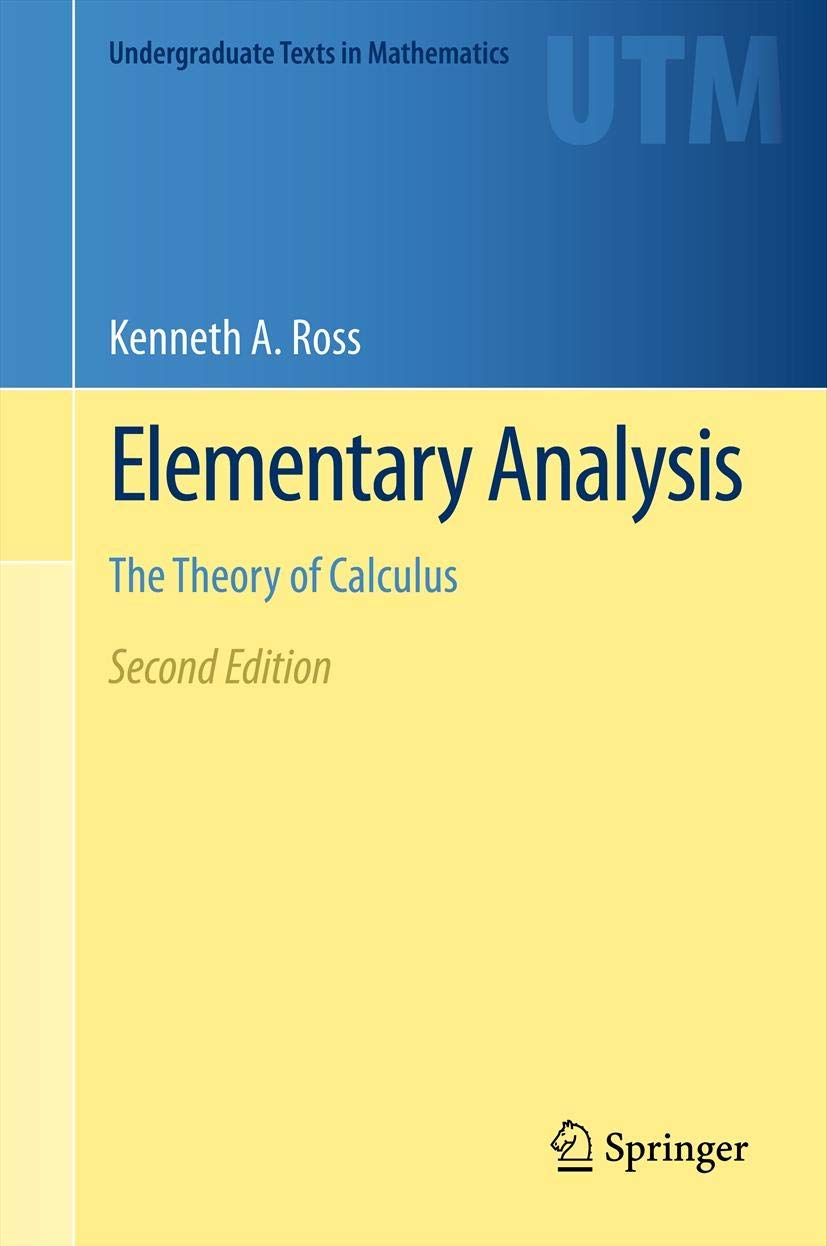 Undergraduate Texts in Mathematics
UTM
Kenneth A. Ross
Elementary Analysis
The Theory of Calculus
Second Edition
Springer